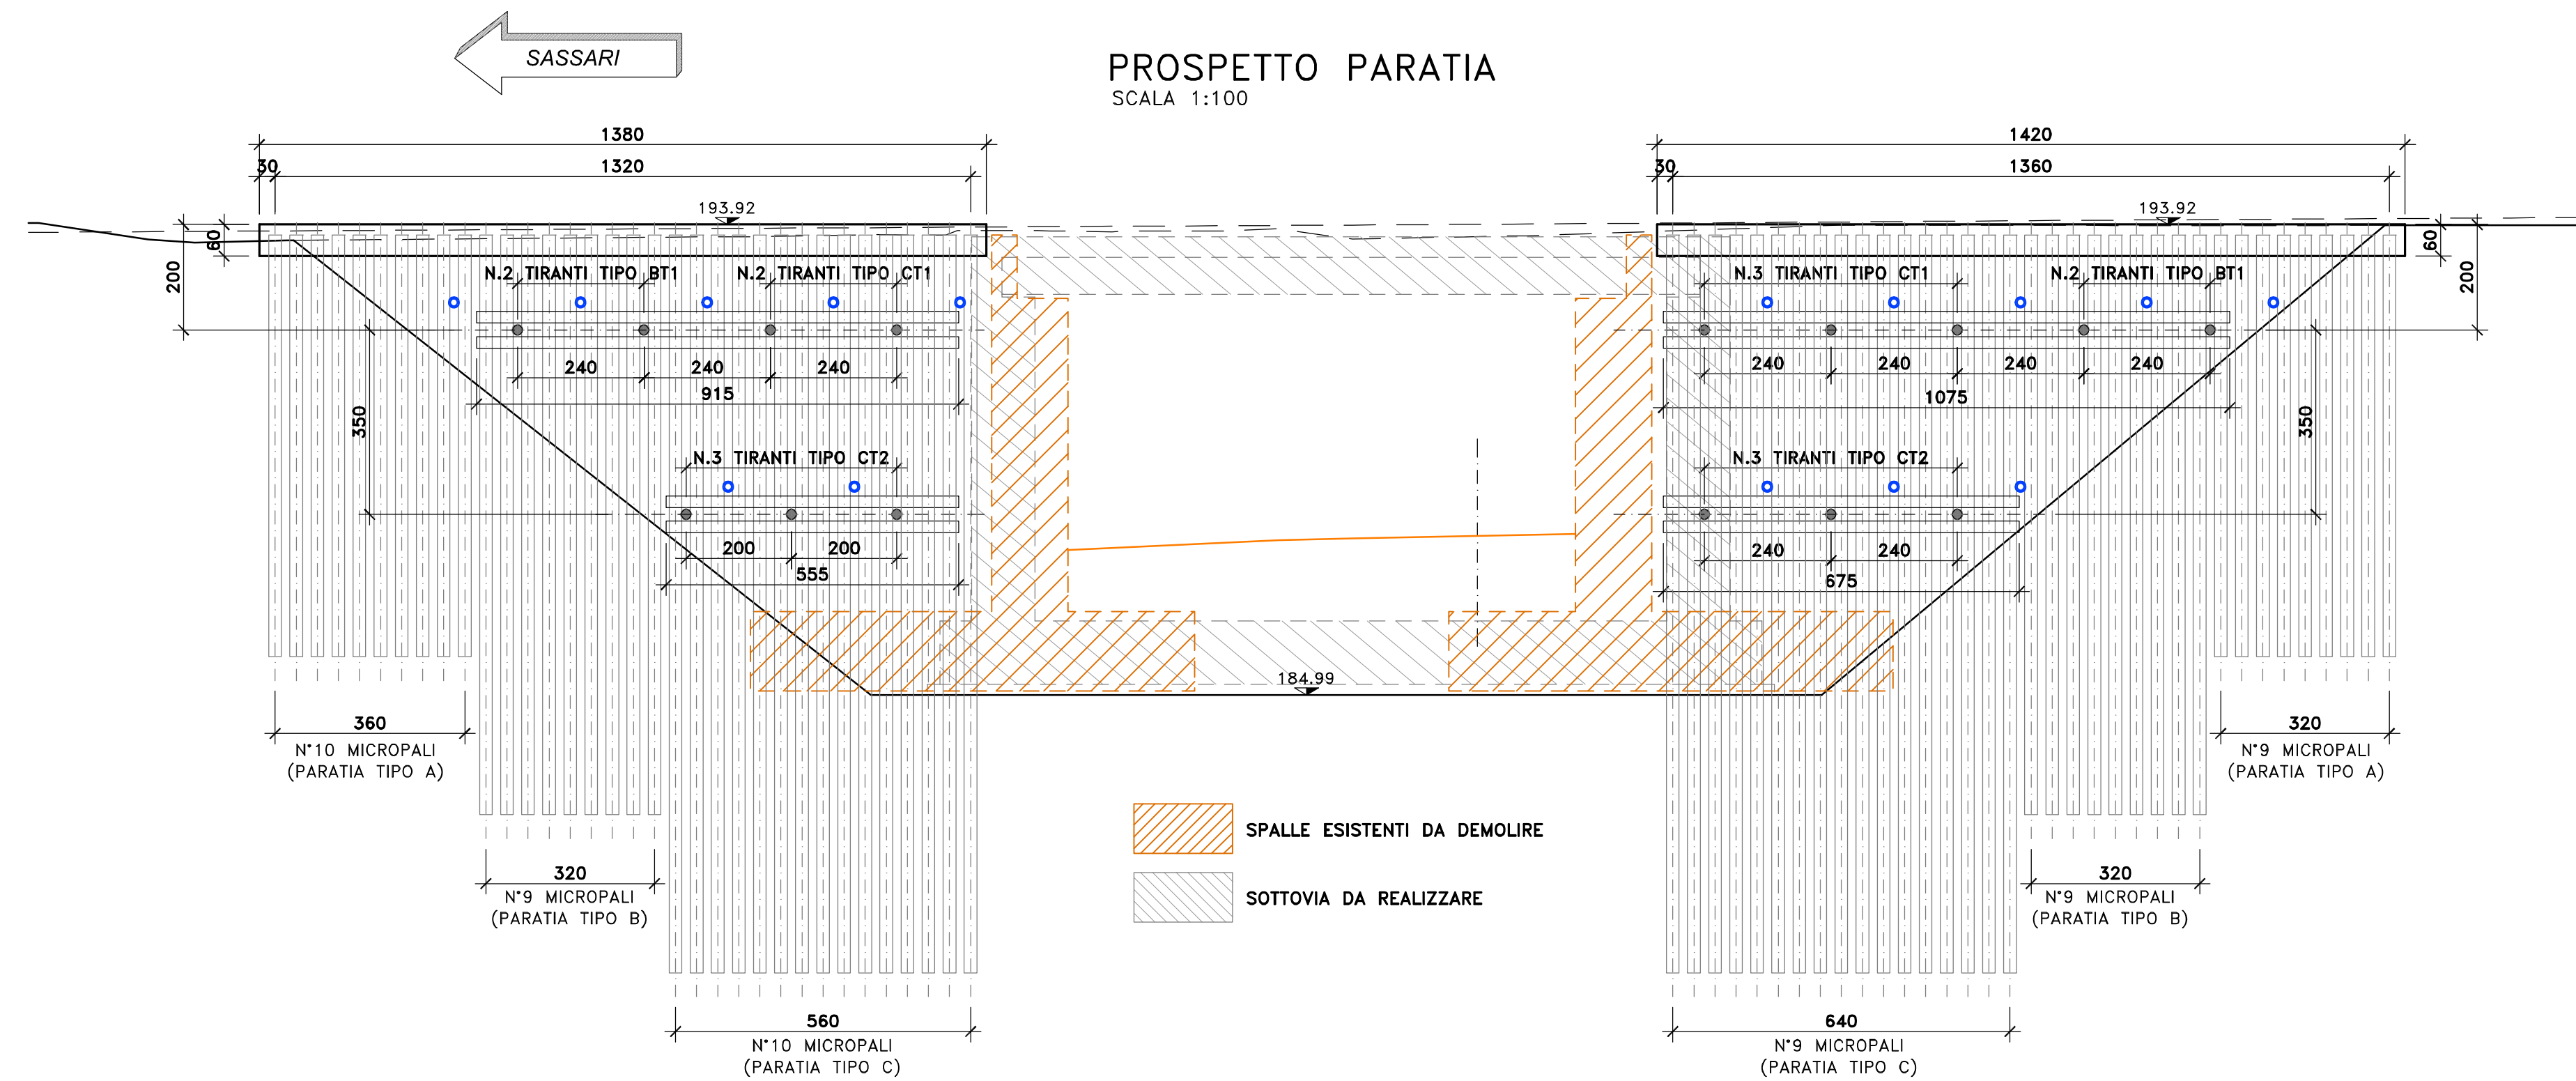 SASSARI
PROSPETTO PARATIA
SCALA 1:100
1380
1420
30
1320
30
1360
193.92
193.92
60
200
60
200
N.2 TIRANTI TIPO BT1
N.2 TIRANTI TIPO CT1
N.3 TIRANTI TIPO CT1
N.2 TIRANTI TIPO BT1
240
240
240
240
240
240
240
915
1075
350
350
N.3 TIRANTI TIPO CT2
N.3 TIRANTI TIPO CT2
200
200
240
240
555
675
184.99
360
N°10 MICROPALI
(PARATIA TIPO A)
320
N°9 MICROPALI
(PARATIA TIPO A)
SPALLE ESISTENTI DA DEMOLIRE
SOTTOVIA DA REALIZZARE
320
N°9 MICROPALI
(PARATIA TIPO B)
320
N°9 MICROPALI
(PARATIA TIPO B)
560
N°10 MICROPALI
(PARATIA TIPO C)
640
N°9 MICROPALI
(PARATIA TIPO C)